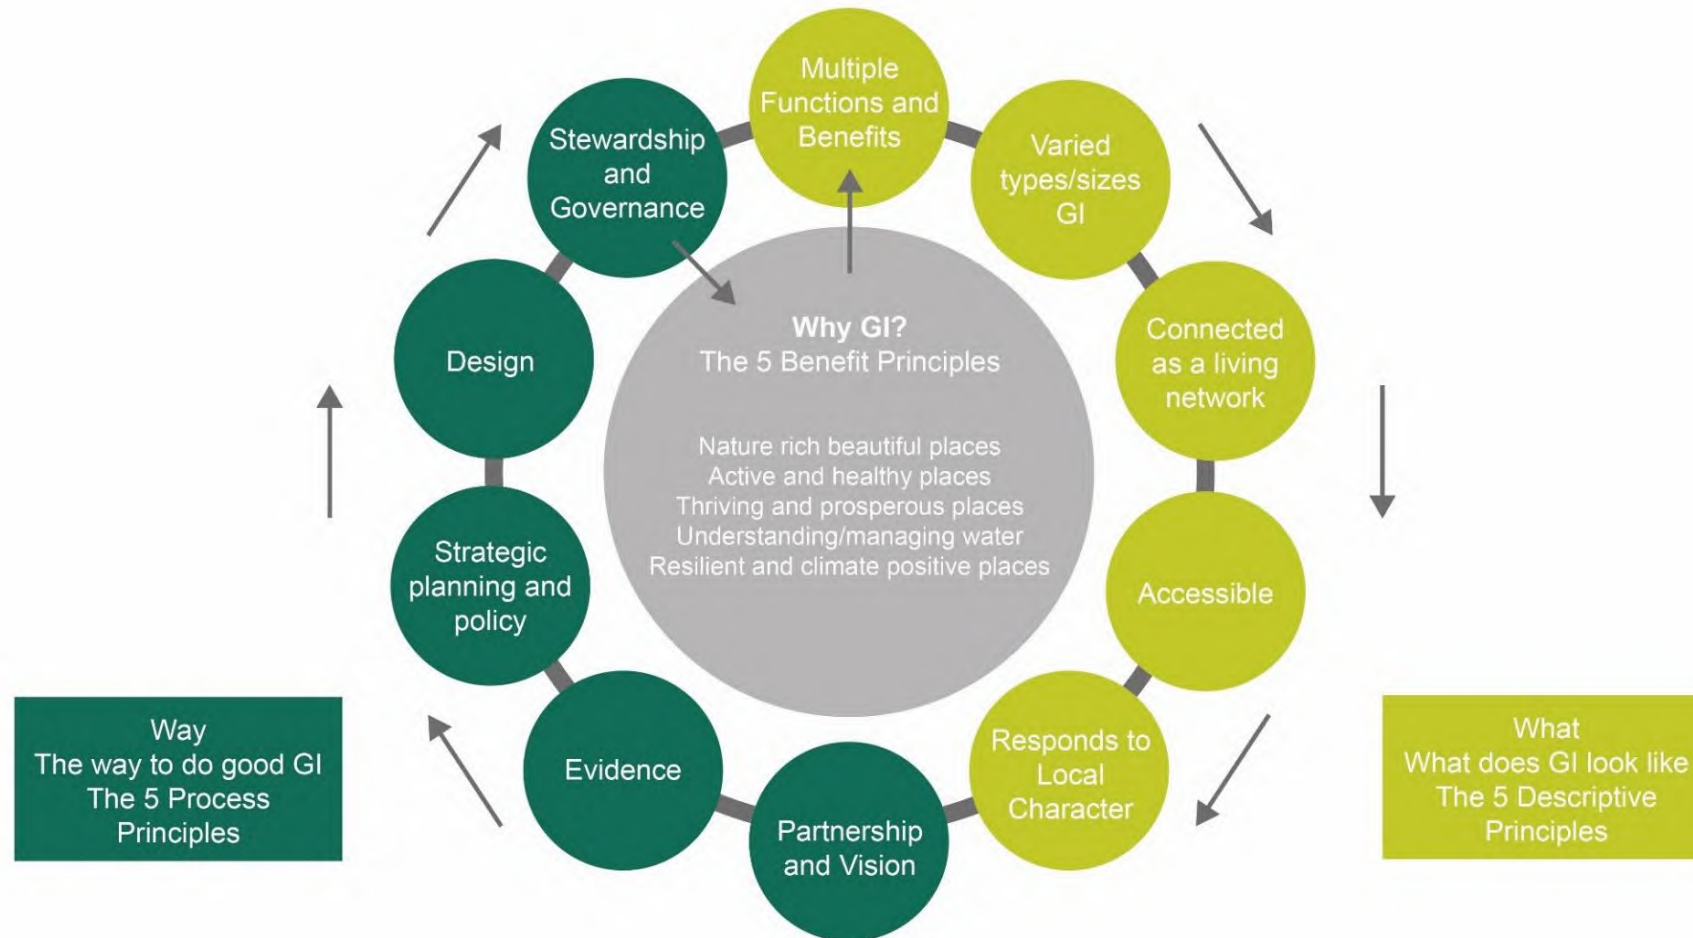 Multiple
Functions and
Benefits
Varied
types/sizes
GI
Connected
as a living
network
Accessible
Responds to
Local
Character
Partnership
and Vision
Evidence
Strategic
planning and
policy
Design
Stewardship
and
Governance
Why GI?
The 5 Benefit Principles
Nature rich beautiful places
Active and healthy places
Thriving and prosperous places
Understanding/managing water
Resilient and climate positive places
Way
The way to do good GI
The 5 Process
Principles
What
What does GI look like
The 5 Descriptive
Principles